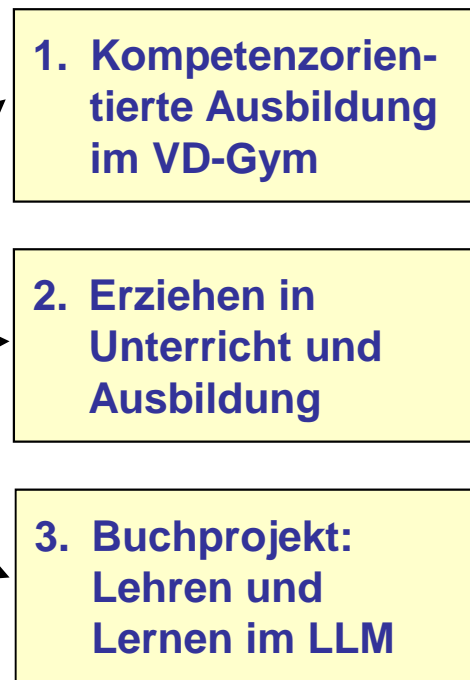 1. Kompetenzorien-
tierte Ausbildung
im VD-Gym
2. Erziehen in
Unterricht und
Ausbildung
3. Buchprojekt:
Lehren und
Lernen im LLM